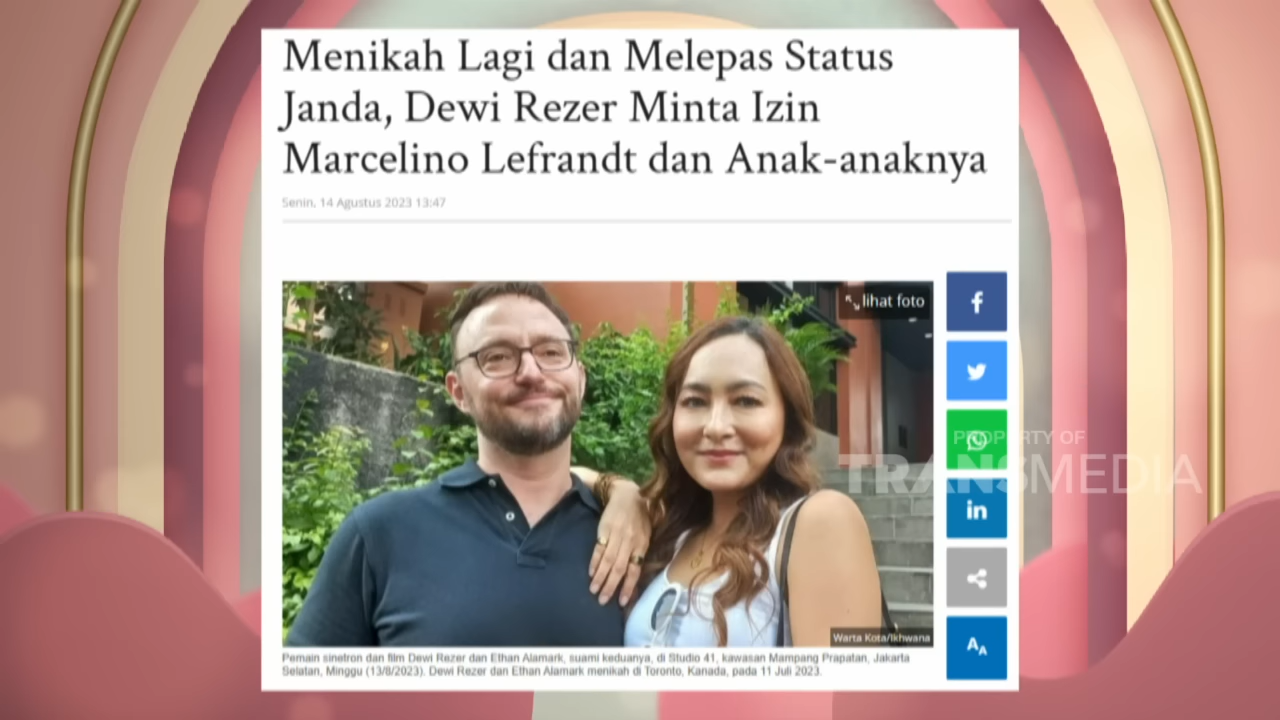 Menikah Lagi dan Melepas Status
Janda, Dewi Rezer Minta Izin
Marcelino Lefrandt dan Anak-anaknya
Senin, 14 Agustus 2023 13:47
lihat foto
PROPERTY OF
TRANSMEDIA
Warta Kota/Ikhwana
Pemain sinetron dan film Dewi Rezer dan Ethan Alamark, suami keduanya, di Studio 41, kawasan Mampang Prapatan, Jakarta
Selatan, Minggu (13/8/2023). Dewi Rezer dan Ethan Alamark menikah di Toronto, Kanada, pada 11 Juli 2023.
f
in
AA